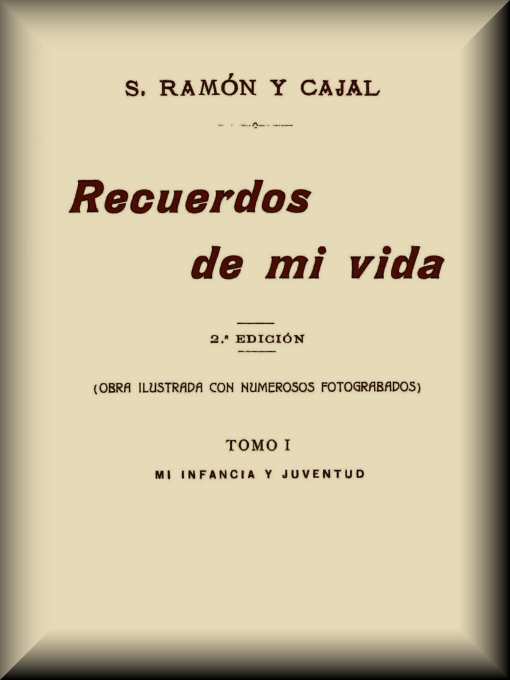 S. RAMÓN Y CAJAL
Recuerdos
de mi vida
2.ª EDICIÓN
(OBRA ILUSTRADA CON NUMEROSOS FOTOGRABADOS)
TOMO I
MI INFANCIA Y JUVENTUD